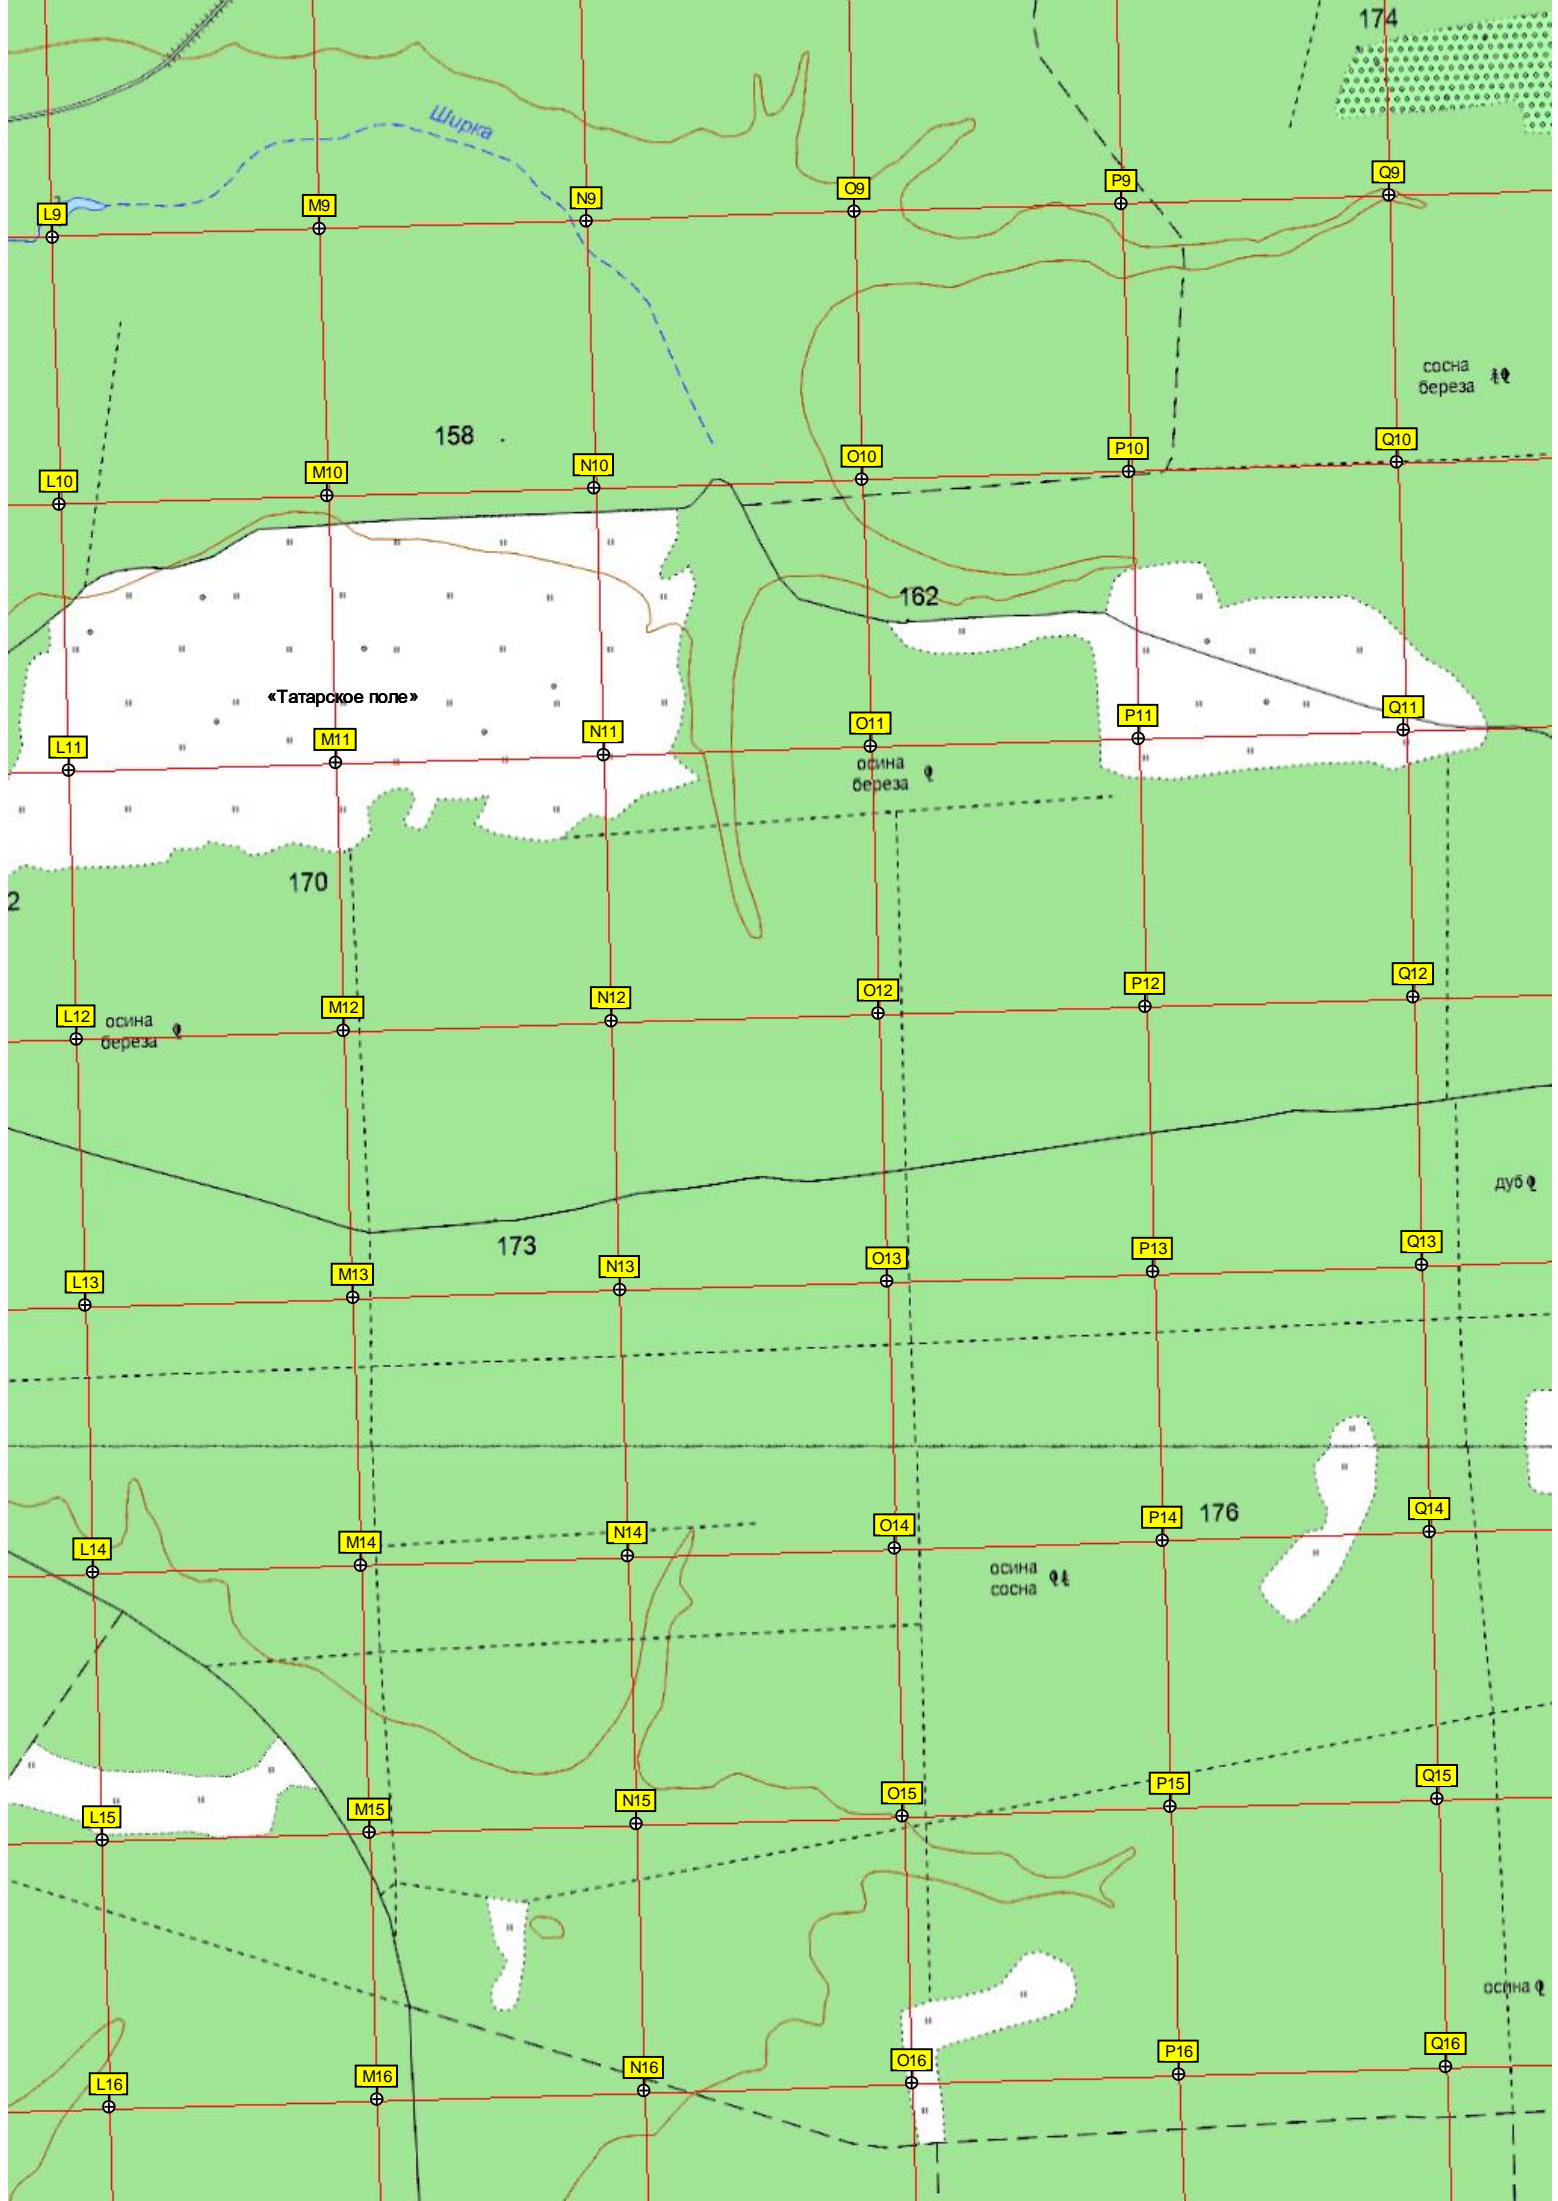 174
Ширка
Q9
P9
O9
N9
M9
L9
сосна
береза
158
Q10
P10
O10
N10
M10
L10
162
«Татарское поле»
Q11
P11
O11
N11
M11
L11
осина
береза
170
2
Q12
P12
O12
N12
M12
L12
осина
береза
дуб
173
Q13
P13
O13
N13
M13
L13
176
Q14
P14
O14
N14
M14
L14
осина
сосна
Q15
P15
O15
N15
M15
L15
осина
Q16
P16
O16
N16
M16
L16